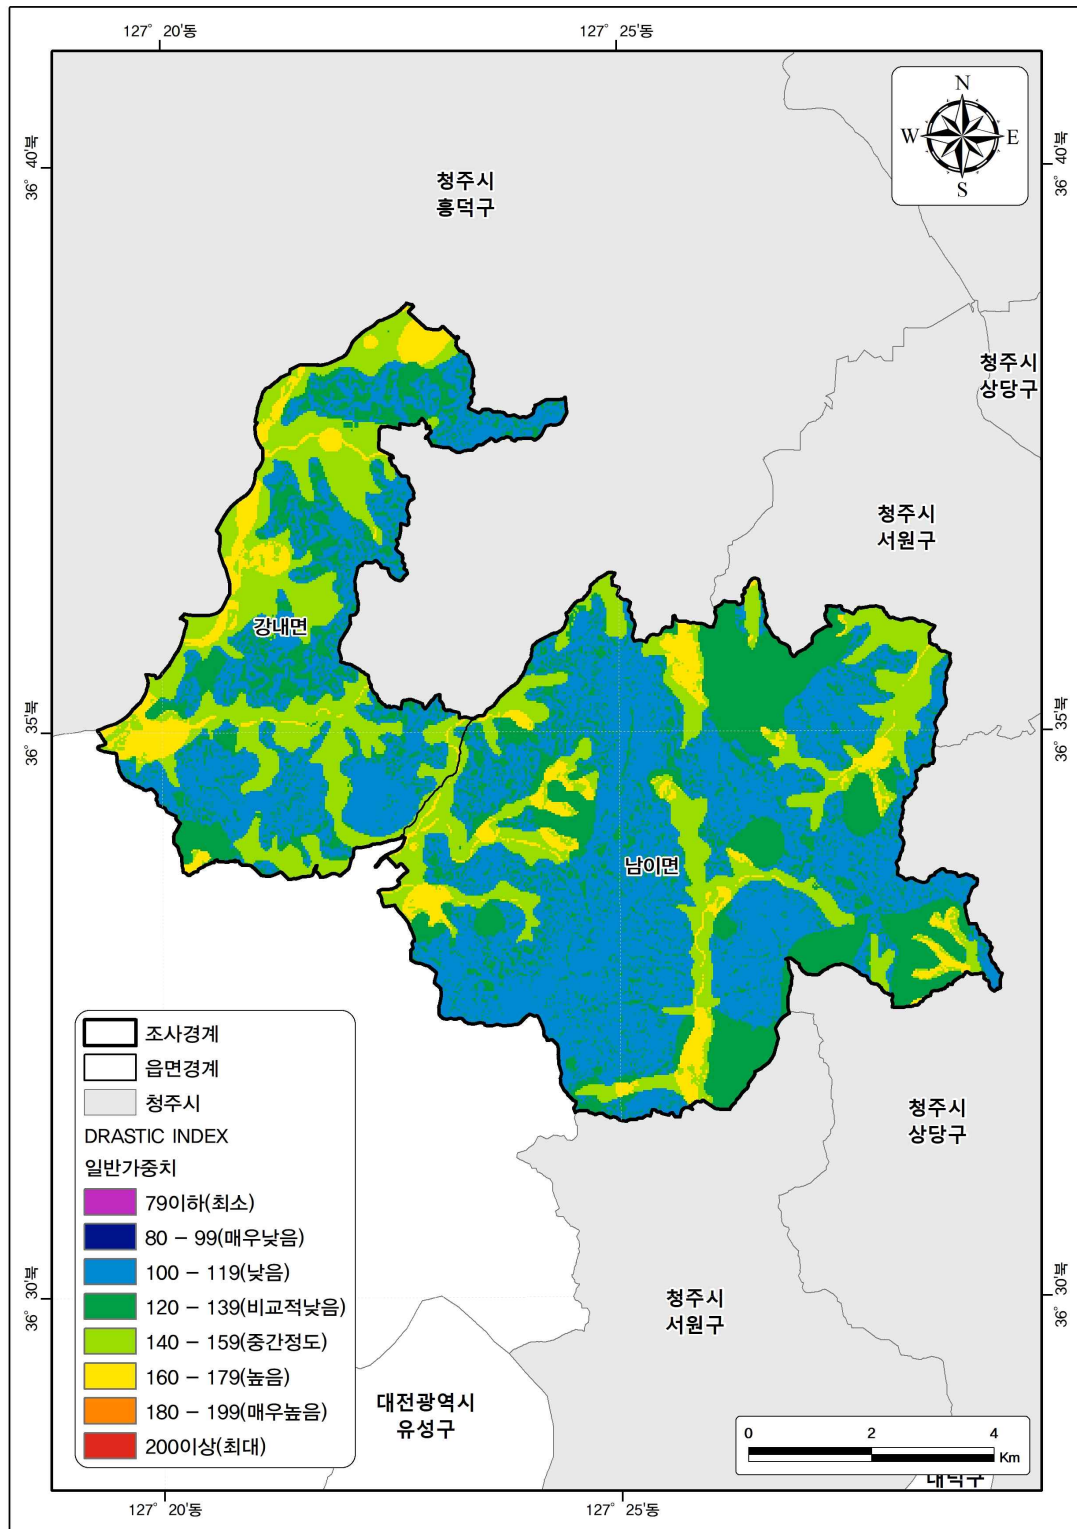 127° 20'동
127° 25'동
N
W
E
S
36° 40'북
36° 40'북
청주시
흥덕구
청주시
상당구
청주시
서원구
강내면
36° 35'북
36° 35'북
남이면
조사경계
읍면경계
청주시
DRASTIC INDEX
일반가중치
79이하(최소)
80 - 99(매우낮음)
100 - 119(낮음)
120 - 139(비교적낮음)
140 - 159(중간정도)
160 - 179(높음)
180 - 199(매우높음)
200이상(최대)
청주시
상당구
36° 30'북
36° 30'북
청주시
서원구
대전광역시
유성구
0
2
4
Km
대덕구
127° 20'동
127° 25'동